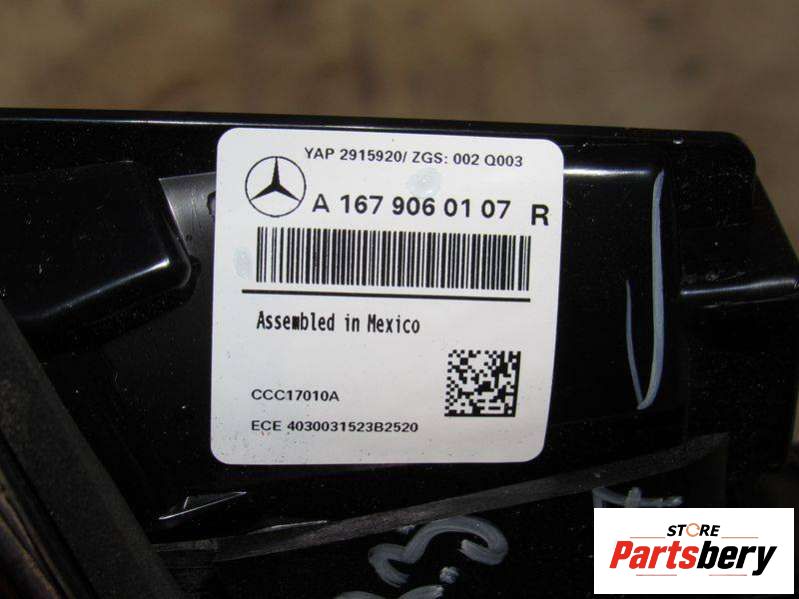 YAP 2915920/ ZGS: 002 Q003
A 167 906 01 07 R
Assembled in Mexico
CCC17010A
ECE 4030031523B2520
STORE
Partsbery